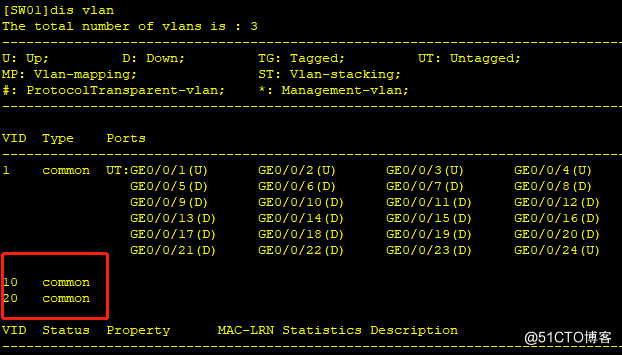 [SW01]dis vlan
The total number of vlans is : 3
--------------------------------------------------------------------------------
U: Up;         D: Down;         TG: Tagged;         UT: Untagged;
MP: Vlan-mapping;               ST: Vlan-stacking;
#: ProtocolTransparent-vlan;    *: Management-vlan;
--------------------------------------------------------------------------------
VID  Type    Ports
--------------------------------------------------------------------------------
1    common  UT:GE0/0/1(U)      GE0/0/2(U)      GE0/0/3(U)      GE0/0/4(U)
                GE0/0/5(D)      GE0/0/6(D)      GE0/0/7(D)      GE0/0/8(D)
                GE0/0/9(D)      GE0/0/10(D)     GE0/0/11(D)     GE0/0/12(D)
                GE0/0/13(D)     GE0/0/14(D)     GE0/0/15(D)     GE0/0/16(D)
                GE0/0/17(D)     GE0/0/18(D)     GE0/0/19(D)     GE0/0/20(D)
                GE0/0/21(D)     GE0/0/22(D)     GE0/0/23(D)     GE0/0/24(U)
10   common
20   common
VID  Status  Property      MAC-LRN Statistics Description
--------------------------------------------------------------------------------
@51CTO博客